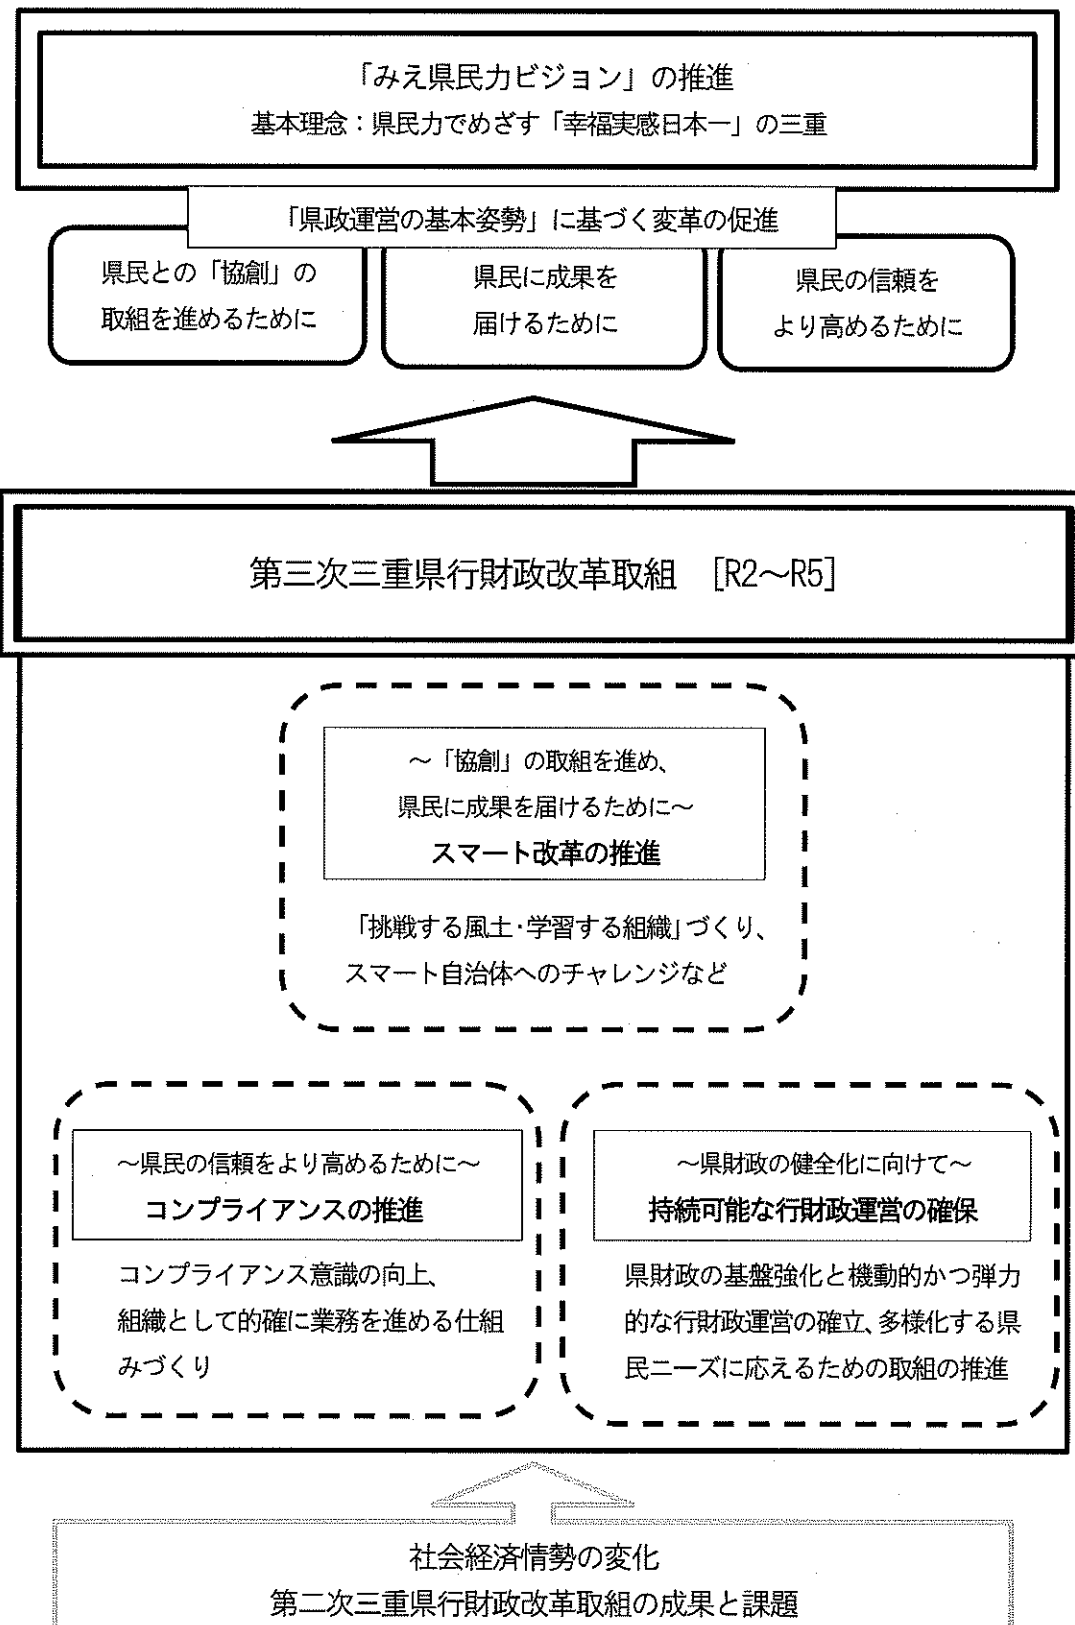 「みえ県民力ビジョン」の推進
基本理念：県民力でめざす「幸福実感日本一」の三重
「県政運営の基本姿勢」に基づく変革の促進
県民との「協創」の
取組を進めるために
県民に成果を
届けるために
県民の信頼を
より高めるために
第三次三重県行財政改革取組　[R2～R5]
～「協創」の取組を進め、
県民に成果を届けるために～
スマート改革の推進
「挑戦する風土・学習する組織」づくり、
スマート自治体へのチャレンジなど
～県民の信頼をより高めるために～
コンプライアンスの推進
コンプライアンス意識の向上、
組織として的確に業務を進める仕組
みづくり
～県財政の健全化に向けて～
持続可能な行財政運営の確保
県財政の基盤強化と機動的かつ弾力
的な行財政運営の確立、多様化する県
民ニーズに応えるための取組の推進
社会経済情勢の変化
第二次三重県行財政改革取組の成果と課題